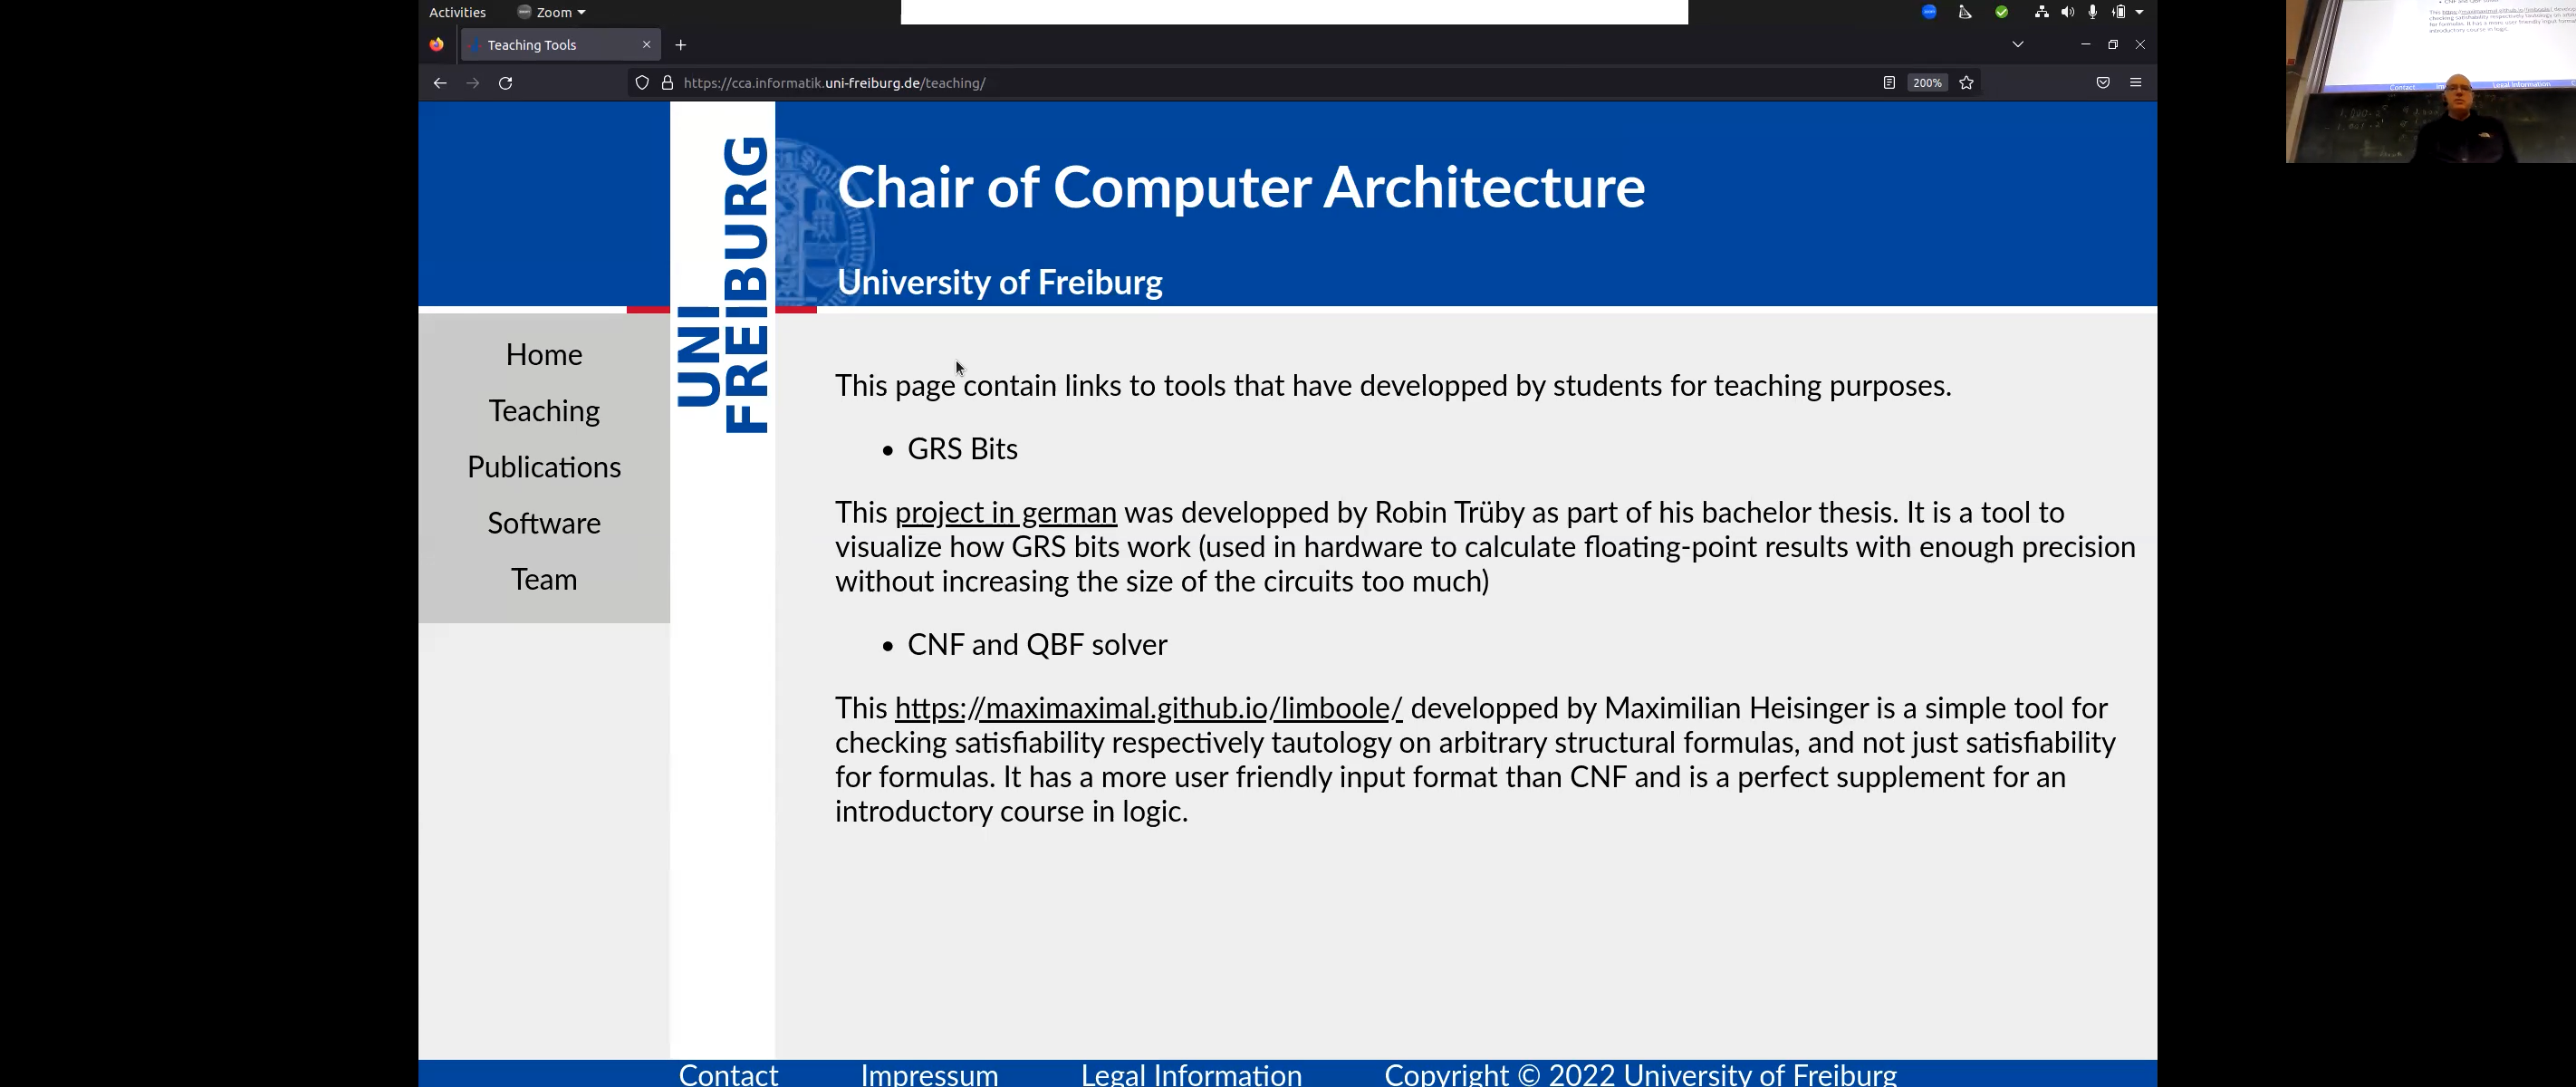 Activities
Zoom
Teaching Tools
https://cca.informatik.uni-freiburg.de/teaching/
200%
UNI
FREIBURG
Chair of Computer Architecture
University of Freiburg
Home
Teaching
Publications
Software
Team
This page contain links to tools that have developped by students for teaching purposes.
• GRS Bits
This project in german was developped by Robin Trüby as part of his bachelor thesis. It is a tool to
visualize how GRS bits work (used in hardware to calculate floating-point results with enough precision
without increasing the size of the circuits too much)
• CNF and QBF solver
This https://maximaximal.github.io/limboole/ developped by Maximilian Heisinger is a simple tool for
checking satisfiability respectively tautology on arbitrary structural formulas, and not just satisfiability
for formulas. It has a more user friendly input format than CNF and is a perfect supplement for an
introductory course in logic.
Contact Impressum Legal Information Copyright © 2022 University of Freiburg